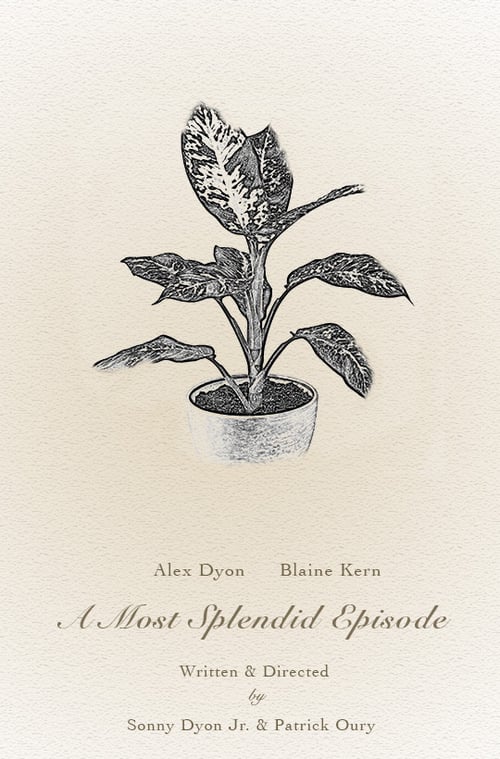 Alex Dyon Blaine Kern
A Most Splendid Episode
Written & Directed
by
Sonny Dyon Jr. & Patrick Oury